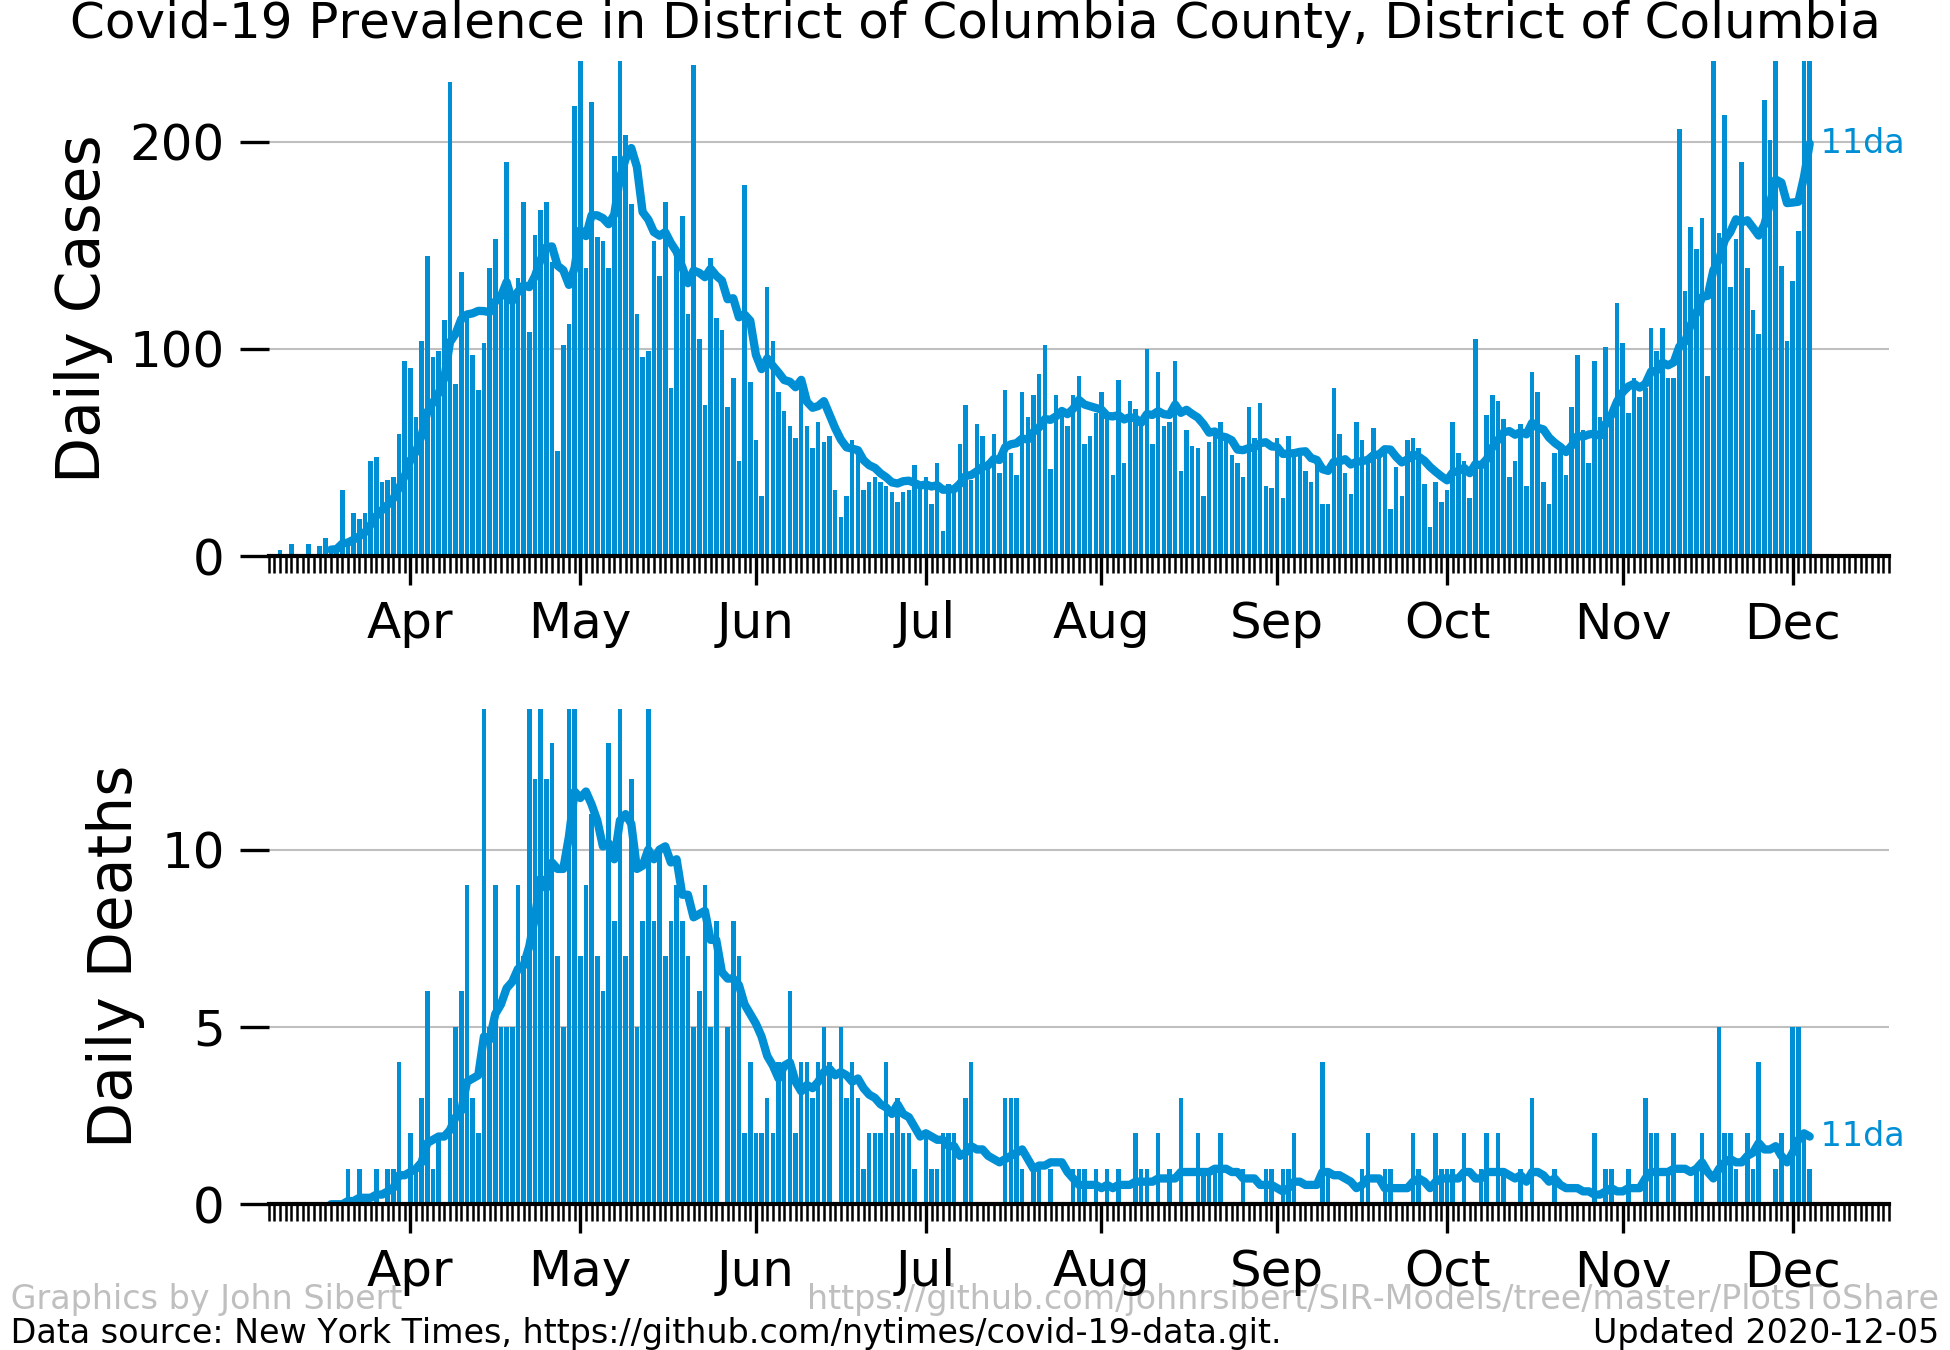 Covid-19 Prevalence in District of Columbia County, District of Columbia
Daily Cases
200
100
0
11da
Apr May Jun Jul Aug Sep Oct Nov Dec
Daily Deaths
10
5
0
11da
Apr May Jun Jul Aug Sep Oct Nov Dec
Graphics by John Sibert https://github.com/johnrsibert/SIR-Models/tree/master/PlotsToShare
Data source: New York Times, https://github.com/nytimes/covid-19-data.git. Updated 2020-12-05